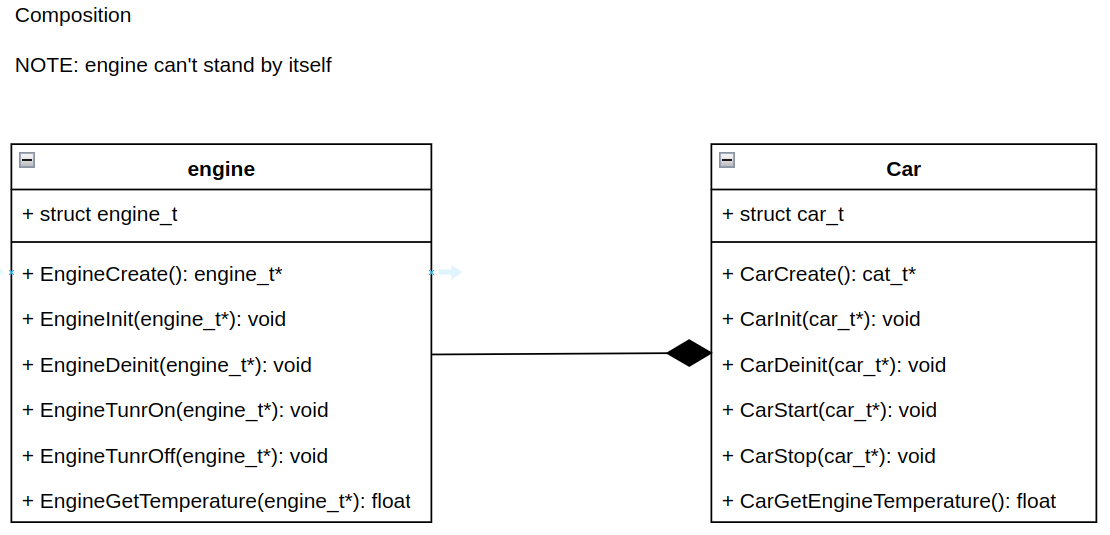 Composition
NOTE: engine can't stand by itself
engine
+ struct engine_t
+ EngineCreate(): engine_t*
+ EngineInit(engine_t*): void
+ EngineDeinit(engine_t*): void
+ EngineTunrOn(engine_t*): void
+ EngineTunrOff(engine_t*): void
+ EngineGetTemperature(engine_t*): float
Car
+ struct car_t
+ CarCreate(): cat_t*
+ CarInit(car_t*): void
+ CarDeinit(car_t*): void
+ CarStart(car_t*): void
+ CarStop(car_t*): void
+ CarGetEngineTemperature(): float